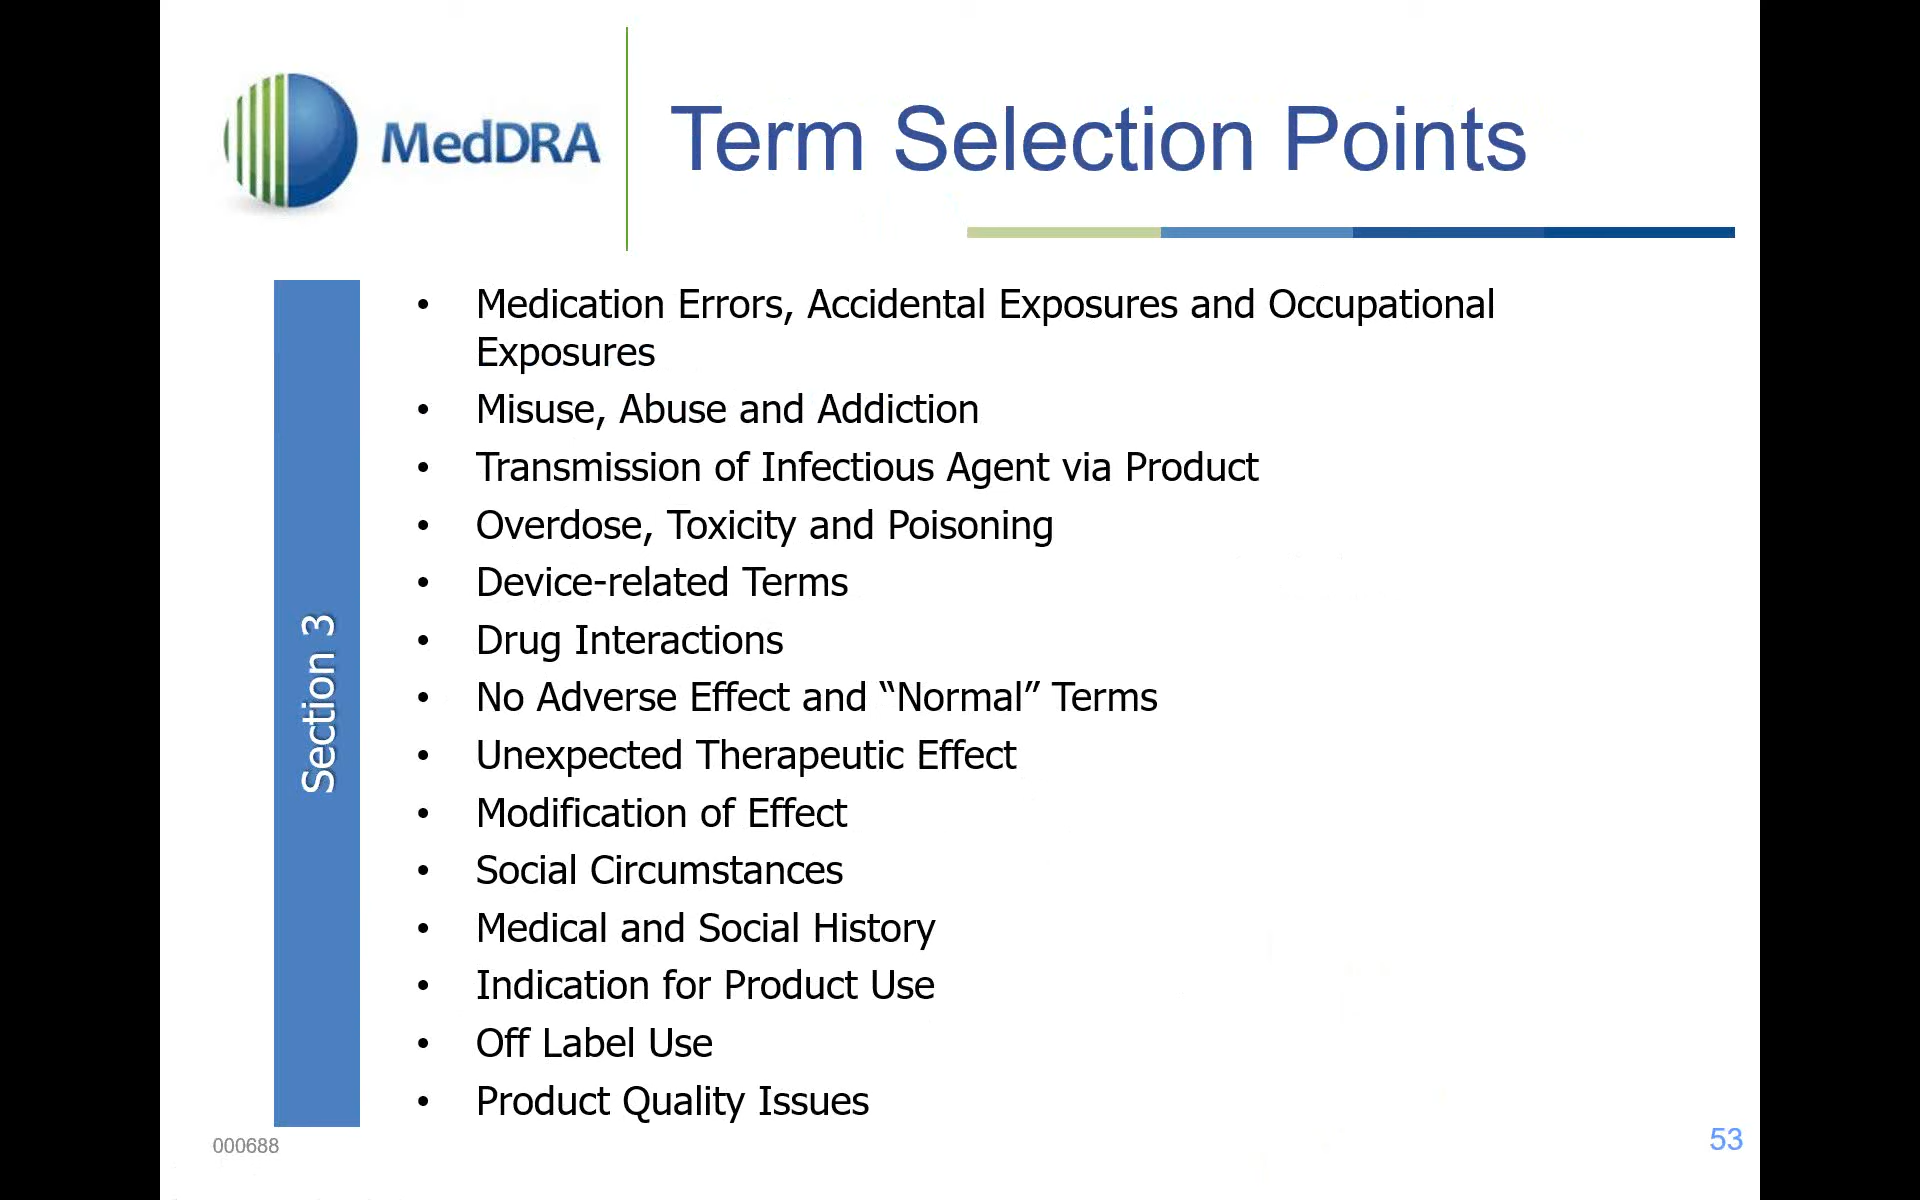 MedDRA
Term Selection Points
Section 3
• Medication Errors, Accidental Exposures and Occupational
Exposures
• Misuse, Abuse and Addiction
• Transmission of Infectious Agent via Product
• Overdose, Toxicity and Poisoning
• Device-related Terms
• Drug Interactions
• No Adverse Effect and “Normal” Terms
• Unexpected Therapeutic Effect
• Modification of Effect
• Social Circumstances
• Medical and Social History
• Indication for Product Use
• Off Label Use
• Product Quality Issues
000688
53